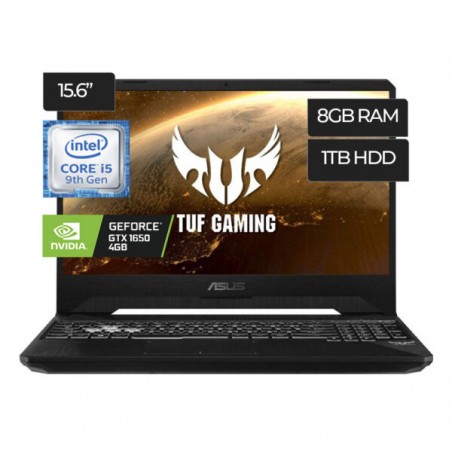 15.6”
8GB RAM
1TB HDD
intel
CORE i5
9th Gen
NVIDIA.
GEFORCE
GTX 1650
4GB
TUF GAMING
ASUS